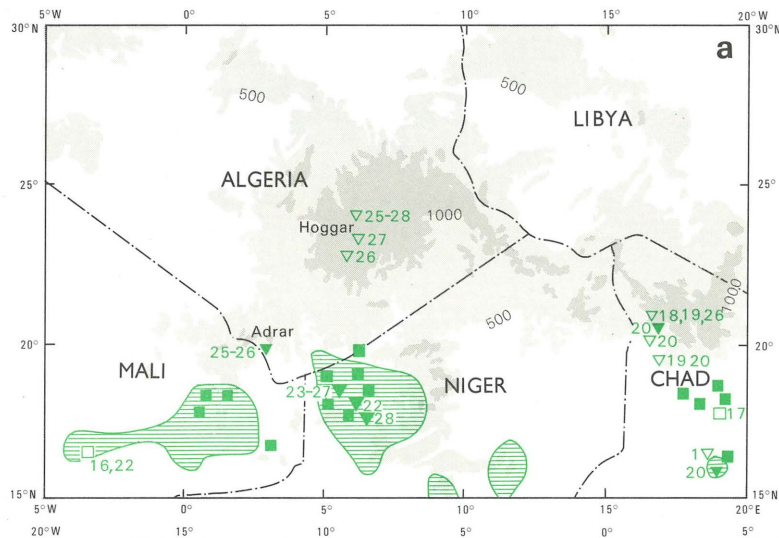 5°W 0° 5° 10° 15° 20°W
30°N 30°N
a
500 500
LIBYA
ALGERIA
25° 25°
25-28
1000
Hoggar
27
26
1000
18,19,26
500
20
Adrar
20° 20 20°
25-26
19 20
MALI NIGER CHAD
23-27
22
17
28
16,22
1
20
15°N 15°N
5° 0° 5° 10° 15° 20°E
20°W 15° 10° 5° 0° 5°